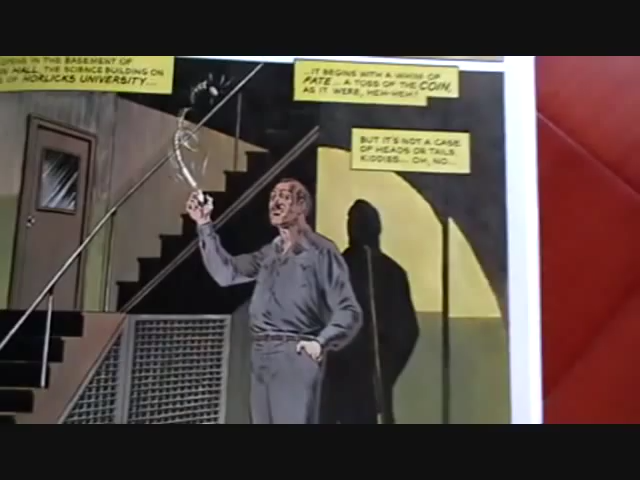 OPENS IN THE BASEMENT OF
HALL, THE SCIENCE BUILDING ON
OF HORLICKS UNIVERSITY...
...IT BEGINS WITH A WHIM OF
FATE... A TOSS OF THE COIN,
AS IT WERE, HEH-HEH!
BUT IT'S NOT A CASE
OF HEADS OR TAILS
KIDDIES... OH, NO...